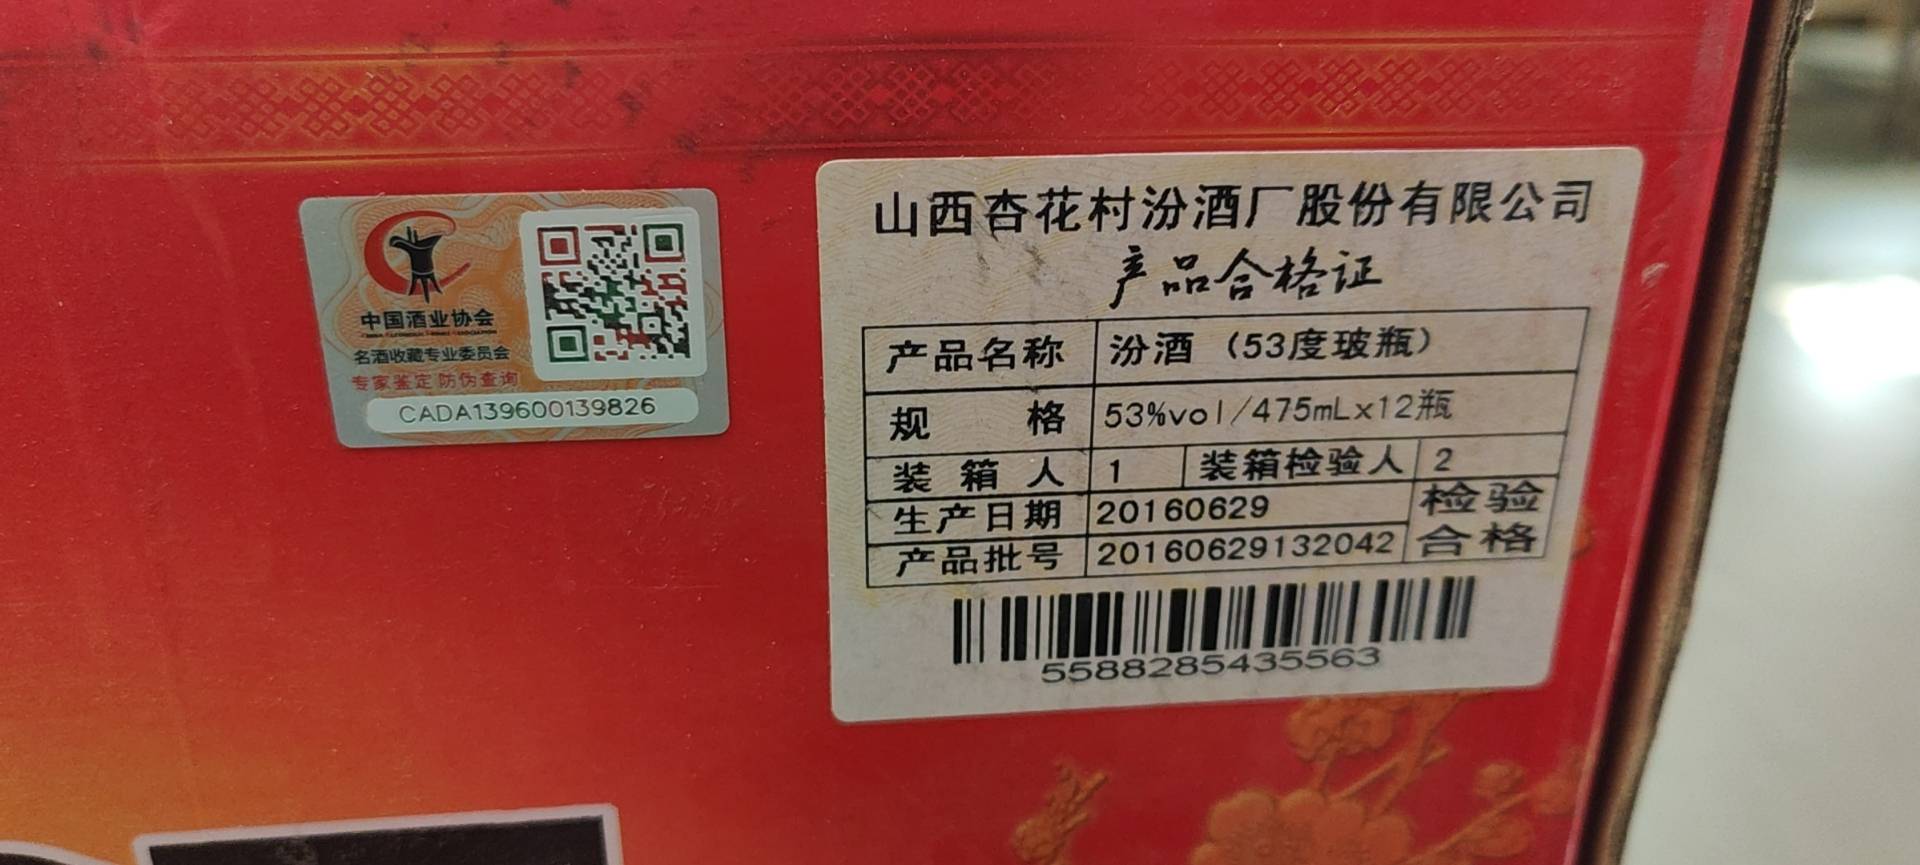 中国酒业协会
名酒收藏专业委员会
专家鉴定 防伪查询
CADA139600139826
山西杏花村汾酒厂股份有限公司
产品合格证
产品名称 汾酒（53度玻瓶）
规格 53%vol/475mL×12瓶
装箱人 1 装箱检验人 2
生产日期 20160629 检验
产品批号 20160629132042 合格
5588285435563